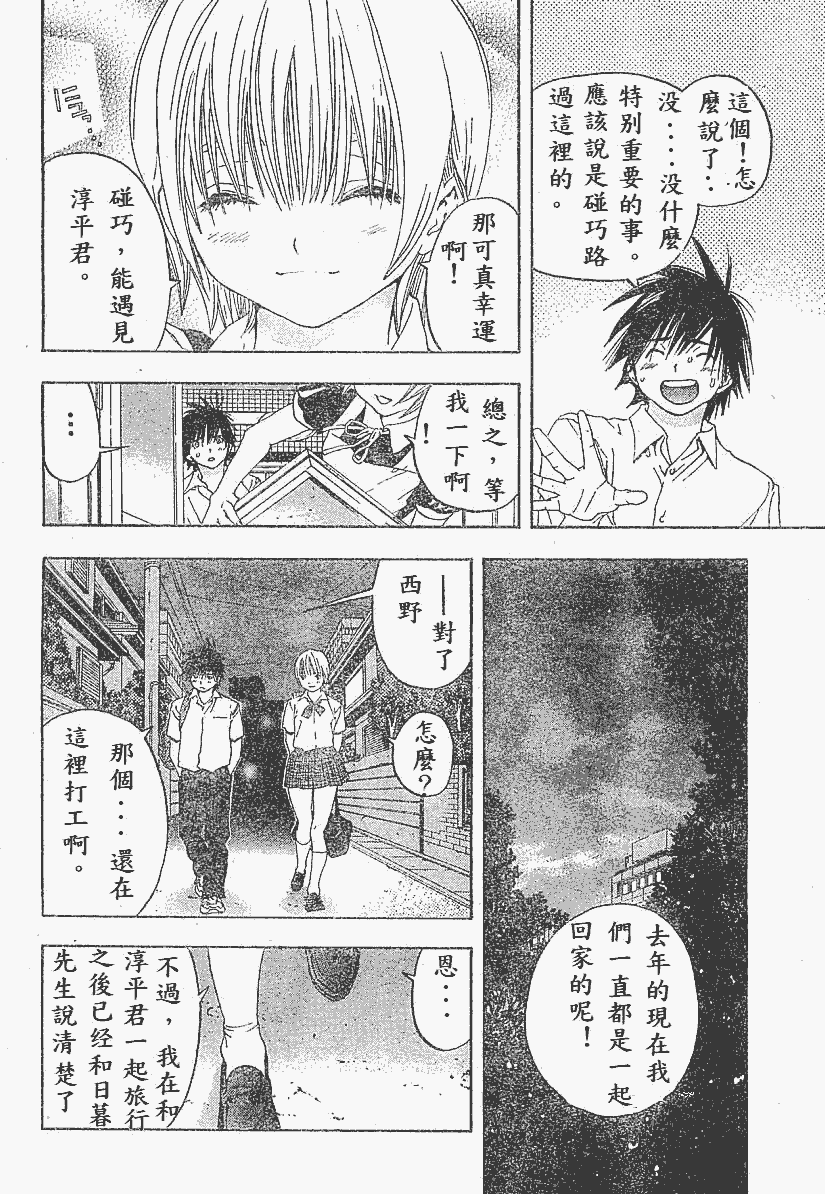 這個！怎
麼說了..
没....没什麼
特別重要的事。
應該說是碰巧路
過這裡的。
那可真幸運
啊！
碰巧，能遇見
淳平君。
總之，等
我一下啊
！
...
去年的現在我
們一直都是一起
回家的呢！
——對了
西野
怎麼？
那個...還在
這裡打工啊。
恩...
不過，我在和
淳平君一起旅行
之後已经和日暮
先生說清楚了